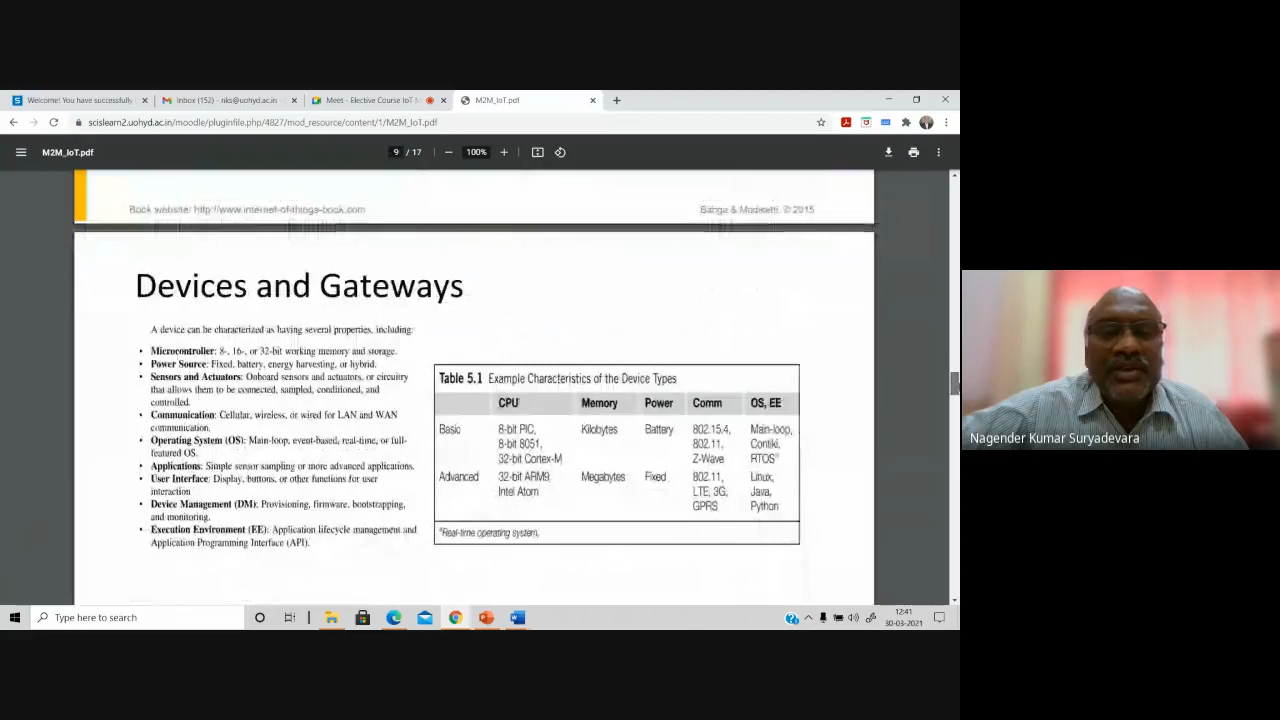 Welcome! You have successfully
Inbox (152) - nks@uohyd.ac.in -
Meet - Elective Course IoT M
M2M_IoT.pdf
scislearn2.uohyd.ac.in/moodle/pluginfile.php/4827/mod_resource/content/1/M2M_IoT.pdf
M2M_IoT.pdf
9 / 17
100%
Book website: http://www.internet-of-things-book.com
Bahga & Madisetti, © 2015
Devices and Gateways
A device can be characterized as having several properties, including:
• Microcontroller: 8-, 16-, or 32-bit working memory and storage.
• Power Source: Fixed, battery, energy harvesting, or hybrid.
• Sensors and Actuators: Onboard sensors and actuators, or circuitry
that allows them to be connected, sampled, conditioned, and
controlled.
• Communication: Cellular, wireless, or wired for LAN and WAN
communication.
• Operating System (OS): Main-loop, event-based, real-time, or full-
featured OS.
• Applications: Simple sensor sampling or more advanced applications.
• User Interface: Display, buttons, or other functions for user
interaction
• Device Management (DM): Provisioning, firmware, bootstrapping,
and monitoring.
• Execution Environment (EE): Application lifecycle management and
Application Programming Interface (API).
Table 5.1 Example Characteristics of the Device Types
CPU Memory Power Comm OS, EE
Basic 8-bit PIC, Kilobytes Battery 802.15.4, Main-loop,
8-bit 8051, 802.11, Contiki,
32-bit Cortex-M Z-Wave RTOSª
Advanced 32-bit ARM9 Megabytes Fixed 802.11, Linux,
Intel Atom LTE, 3G, Java,
GPRS Python
ªReal-time operating system,
Nagender Kumar Suryadevara
Type here to search
12:41
30-03-2021